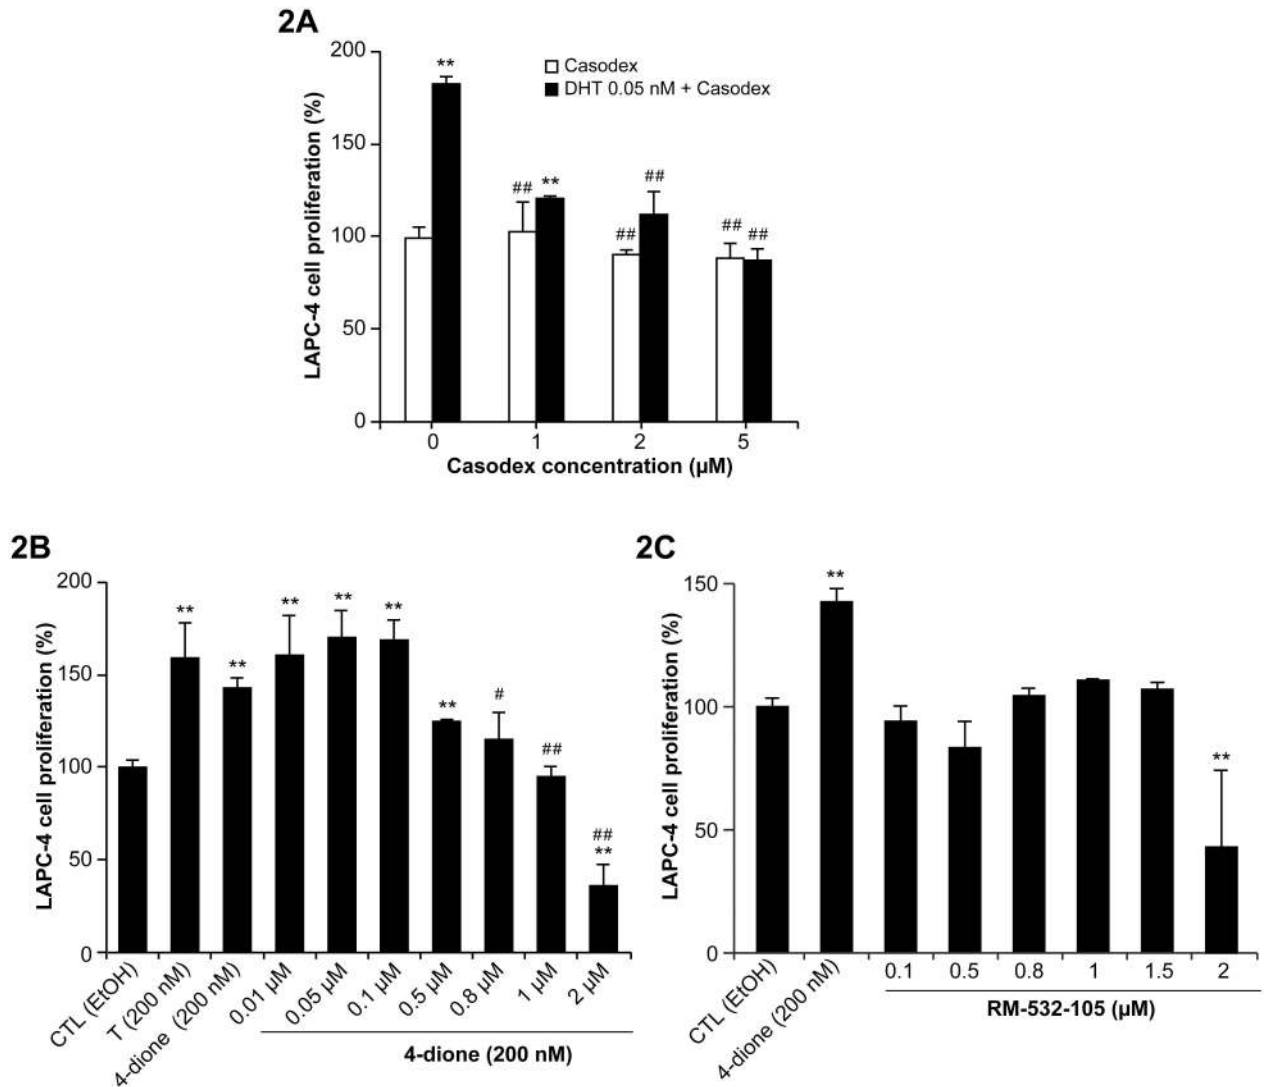 2A
LAPC-4 cell proliferation (%)
200
150
100
50
0
Casodex
DHT 0.05 nM + Casodex
**
## **
## ##
## ##
0 1 2 5
Casodex concentration (µM)
2B
LAPC-4 cell proliferation (%)
200
150
100
50
0
** ** ** ** ** ** # ## ##
**
CTL (EtOH)
T (200 nM)
4-dione (200 nM)
0.01 µM
0.05 µM
0.1 µM
0.5 µM
0.8 µM
1 µM
2 µM
4-dione (200 nM)
2C
LAPC-4 cell proliferation (%)
150
100
50
0
**
**
CTL (EtOH)
4-dione (200 nM)
0.1 0.5 0.8 1 1.5 2
RM-532-105 (µM)